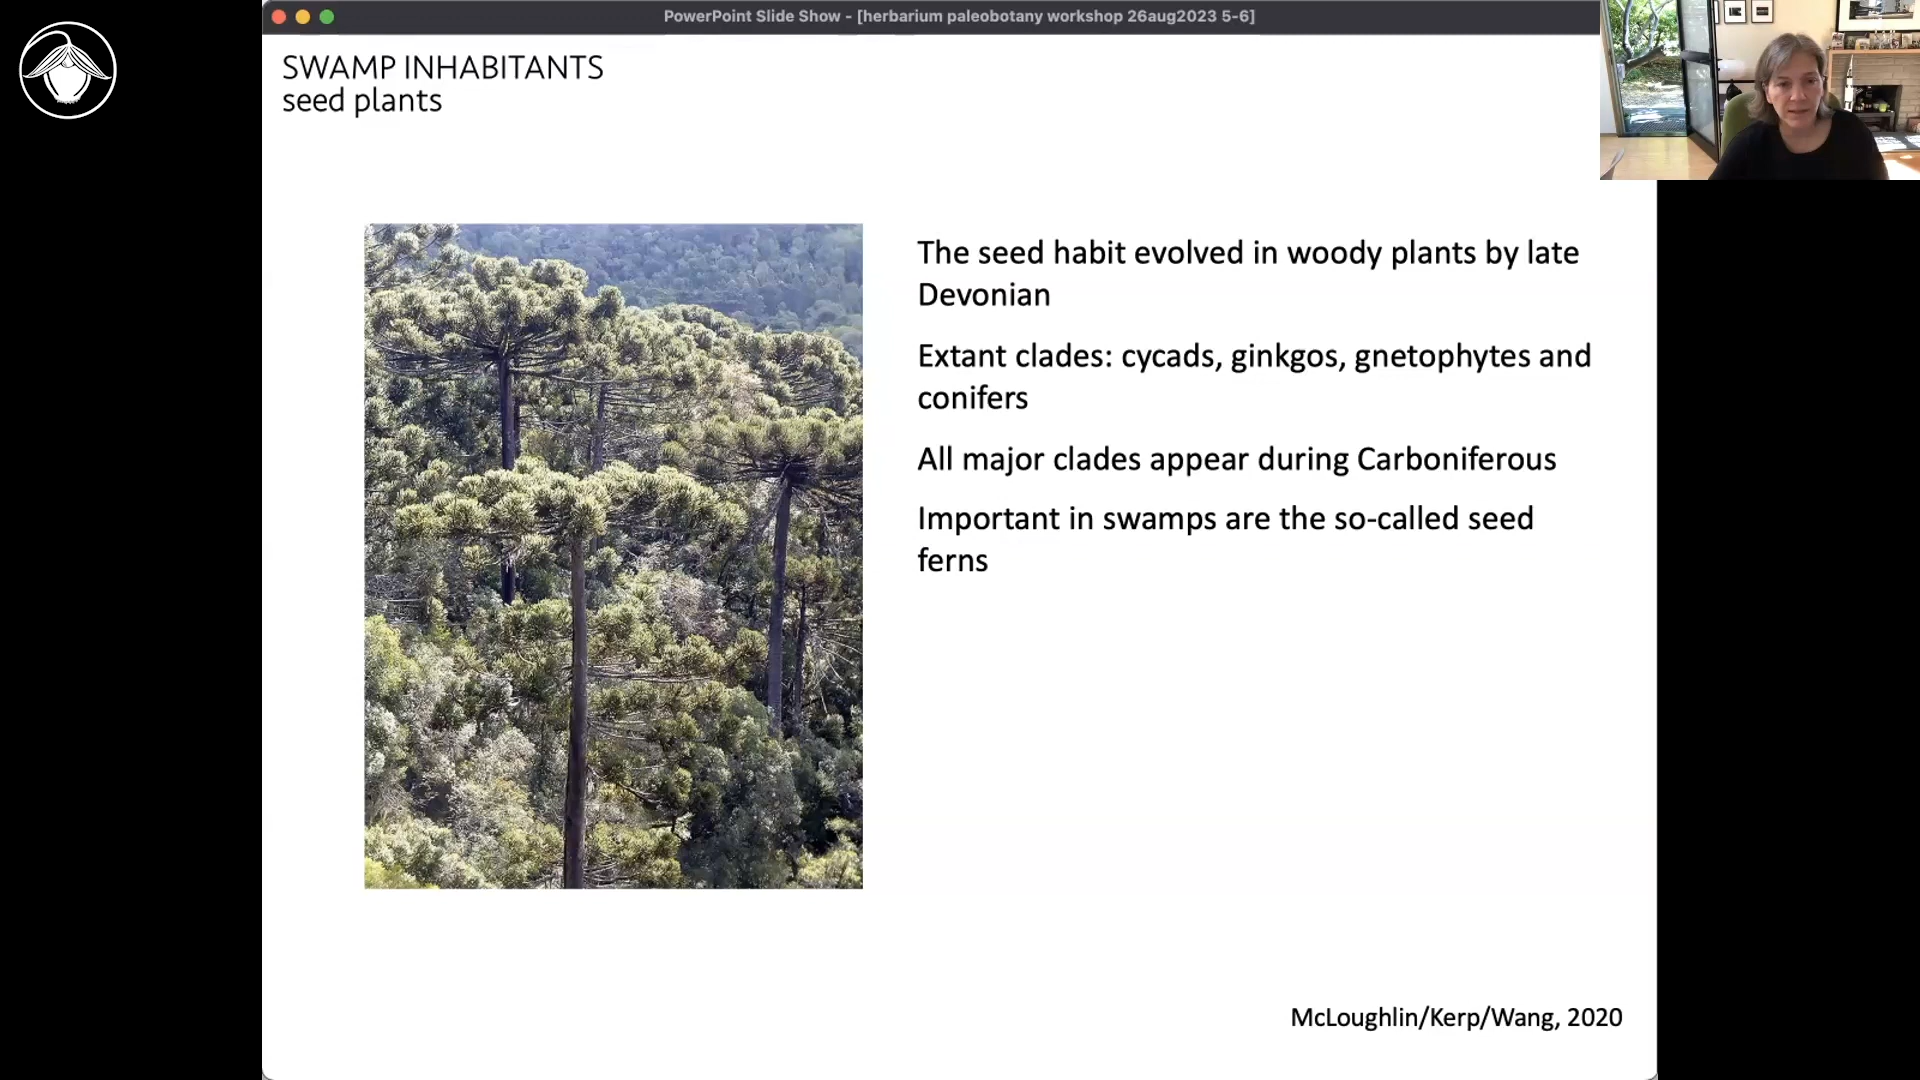 PowerPoint Slide Show - [herbarium paleobotany workshop 26aug2023 5-6]
SWAMP INHABITANTS
seed plants
The seed habit evolved in woody plants by late
Devonian
Extant clades: cycads, ginkgos, gnetophytes and
conifers
All major clades appear during Carboniferous
Important in swamps are the so-called seed
ferns
McLoughlin/Kerp/Wang, 2020